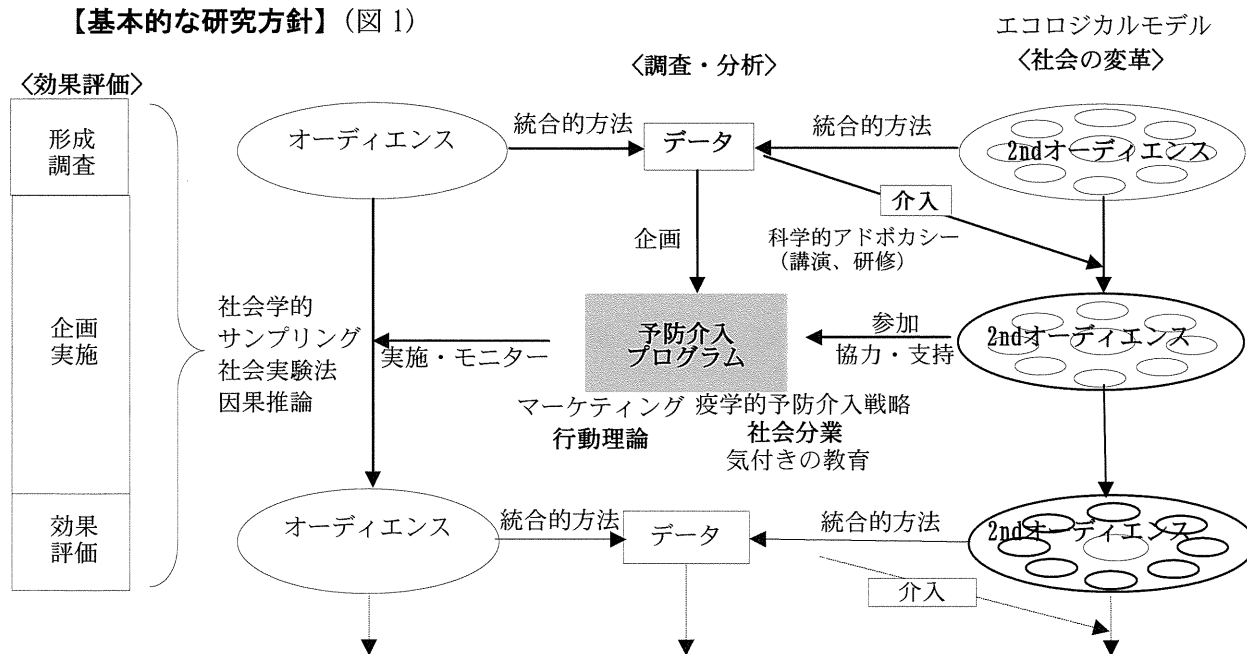 【基本的な研究方針】(図1)
エコロジカルモデル
〈社会の変革〉
〈調査・分析〉
〈効果評価〉
形成
調査
オーディエンス
統合的方法
データ
統合的方法
2ndオーディエンス
介入
企画
科学的アドボカシー
(講演、研修)
企画
実施
社会学的
サンプリング
社会実験法
因果推論
実施・モニター
予防介入
プログラム
参加
協力・支持
2ndオーディエンス
マーケティング
行動理論
疫学的予防介入戦略
社会分業
気付きの教育
効果
評価
オーディエンス
統合的方法
データ
統合的方法
2ndオーディエンス
介入